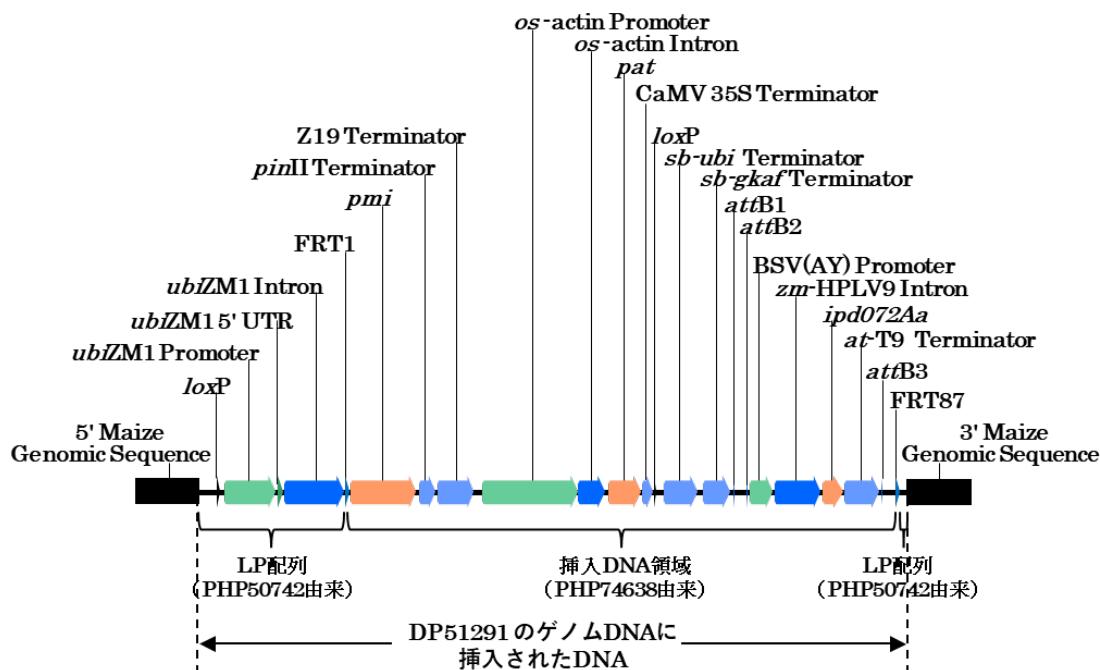 os-actin Promoter
os-actin Intron
pat
CaMV 35S Terminator
Z19 Terminator
loxP
sb-ubi Terminator
pinII Terminator
sb-gkaf Terminator
pmi
attB1
attB2
FRT1
BSV(AY) Promoter
ubiZM1 Intron
zm-HPLV9 Intron
ipd072Aa
ubiZM1 5' UTR
at-T9 Terminator
ubiZM1 Promoter
attB3
loxP
FRT87
5' Maize
Genomic Sequence
3' Maize
Genomic Sequence
LP配列
(PHP50742由来)
挿入DNA領域
(PHP74638由来)
LP配列
(PHP50742由来)
DP51291のゲノムDNAに
挿入されたDNA